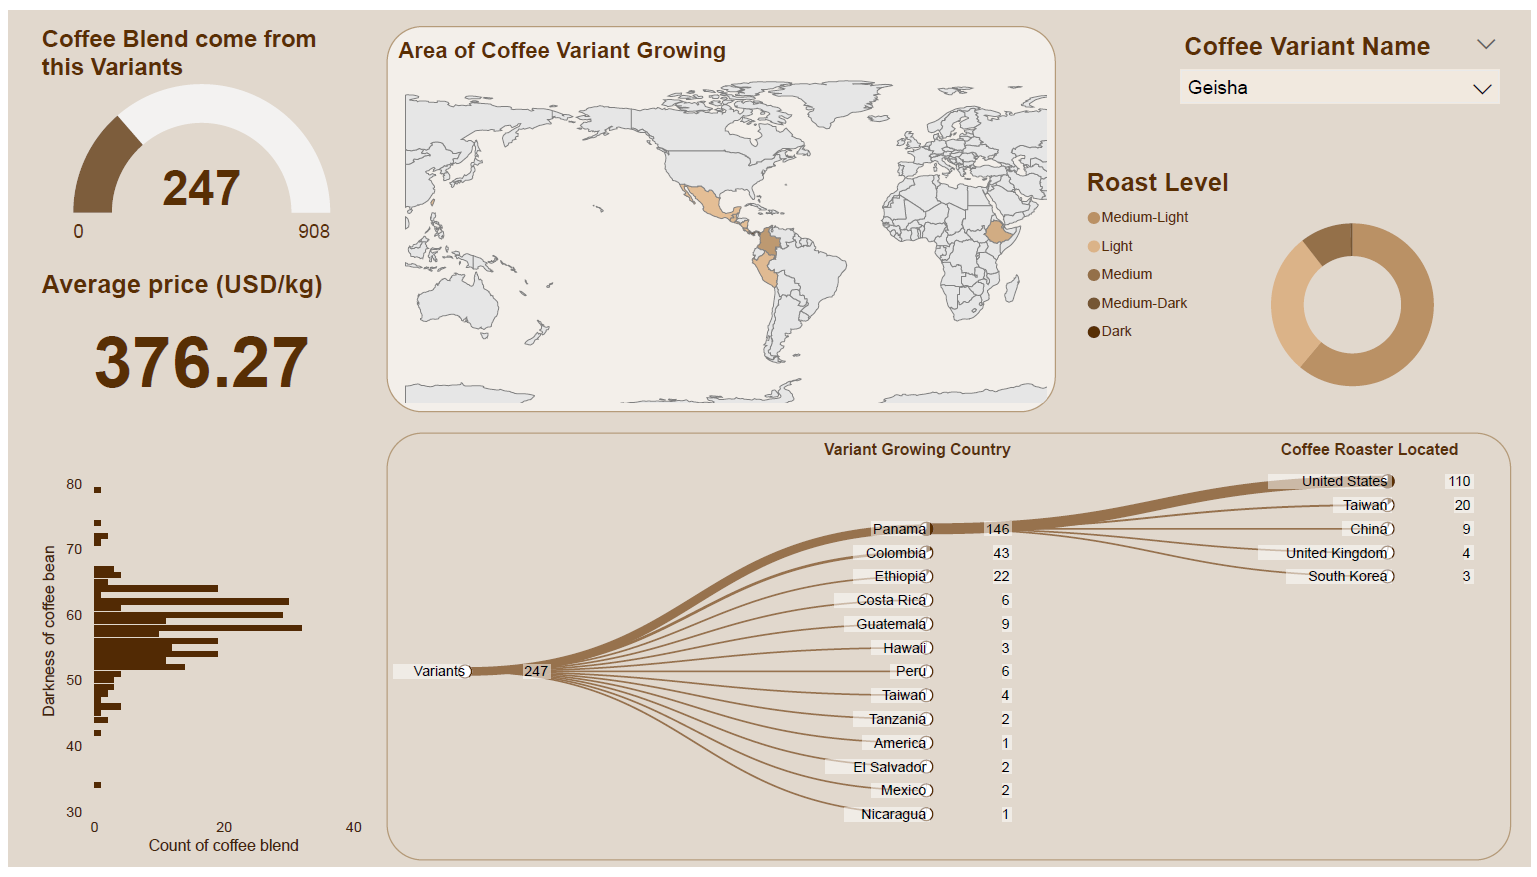 Coffee Blend come from
this Variants
247
0
908
Average price (USD/kg)
376.27
Area of Coffee Variant Growing
Coffee Variant Name
Geisha
Roast Level
Medium-Light
Light
Medium
Medium-Dark
Dark
80
70
60
50
40
30
Darkness of coffee bean
0
20
40
Count of coffee blend
Variant Growing Country
Coffee Roaster Located
Variants
247
Panama
146
Colombia
43
Ethiopia
22
Costa Rica
6
Guatemala
9
Hawaii
3
Peru
6
Taiwan
4
Tanzania
2
America
1
El Salvador
2
Mexico
2
Nicaragua
1
United States
110
Taiwan
20
China
9
United Kingdom
4
South Korea
3